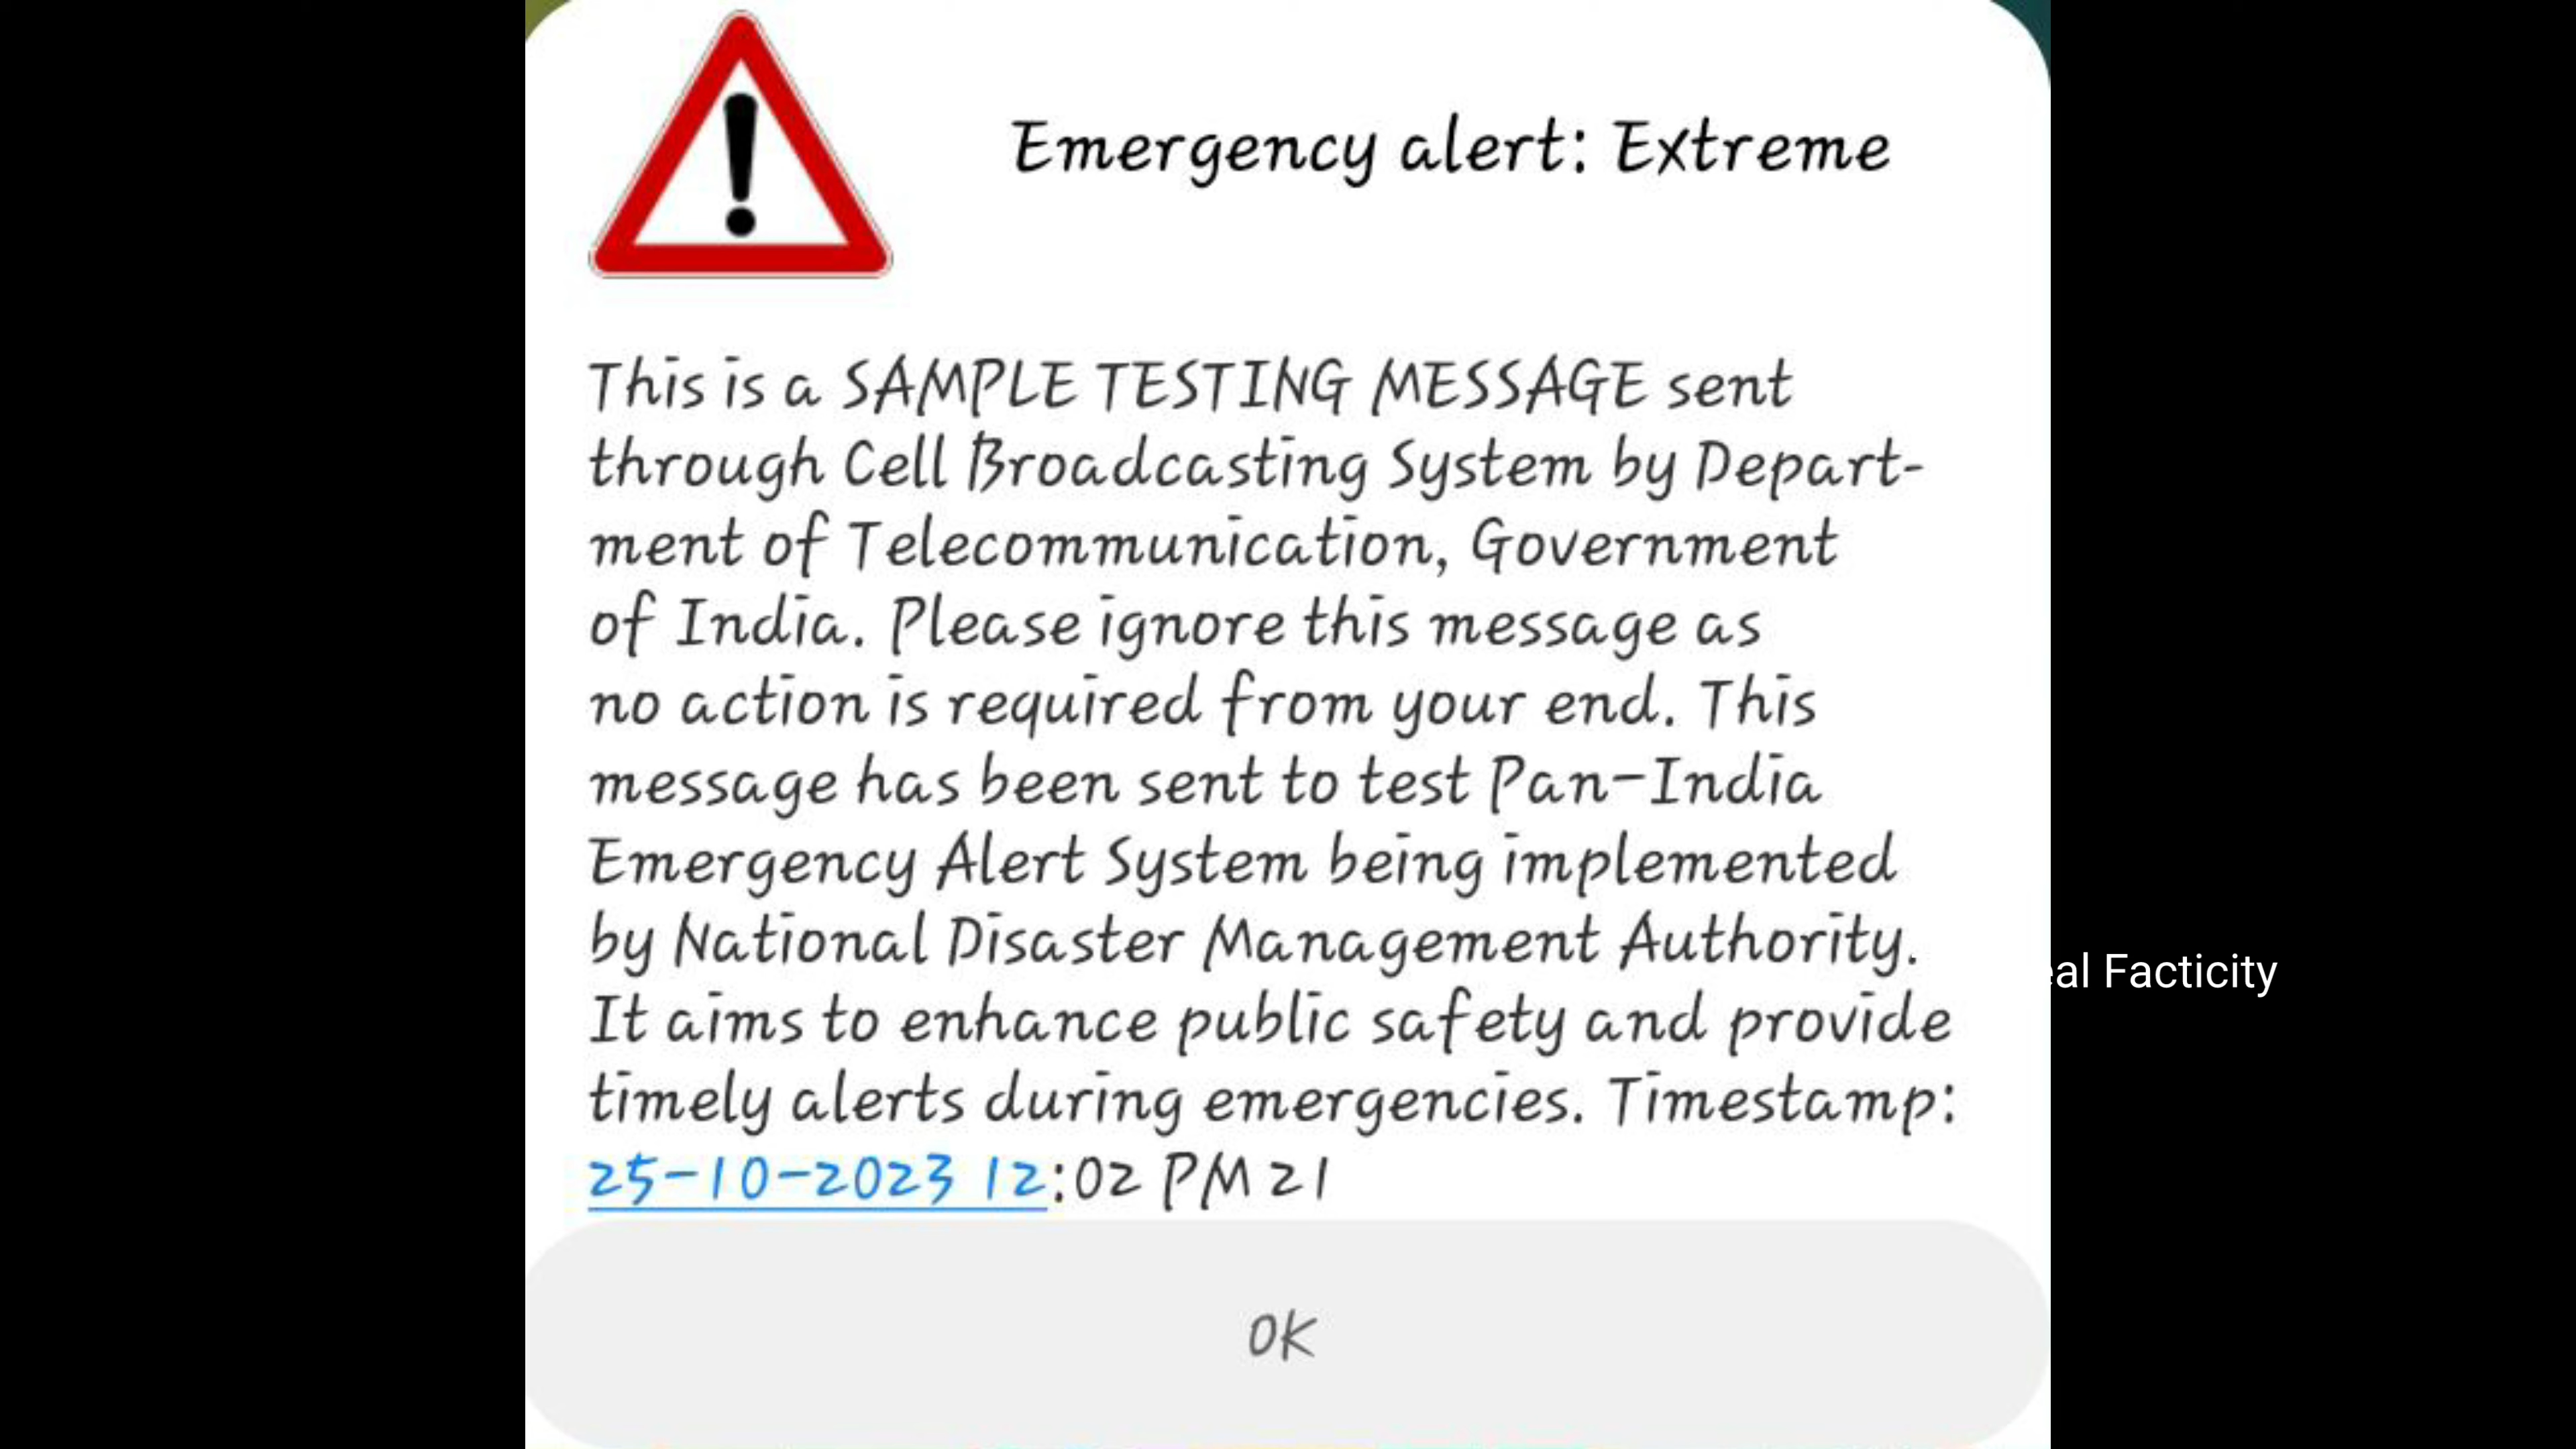 Emergency alert: Extreme
This is a SAMPLE TESTING MESSAGE sent
through Cell Broadcasting System by Depart-
ment of Telecommunication, Government
of India. Please ignore this message as
no action is required from your end. This
message has been sent to test Pan-India
Emergency Alert System being implemented
by National Disaster Management Authority.
It aims to enhance public safety and provide
timely alerts during emergencies. Timestamp:
25-10-2023 12:02 PM 21
OK
Facticity